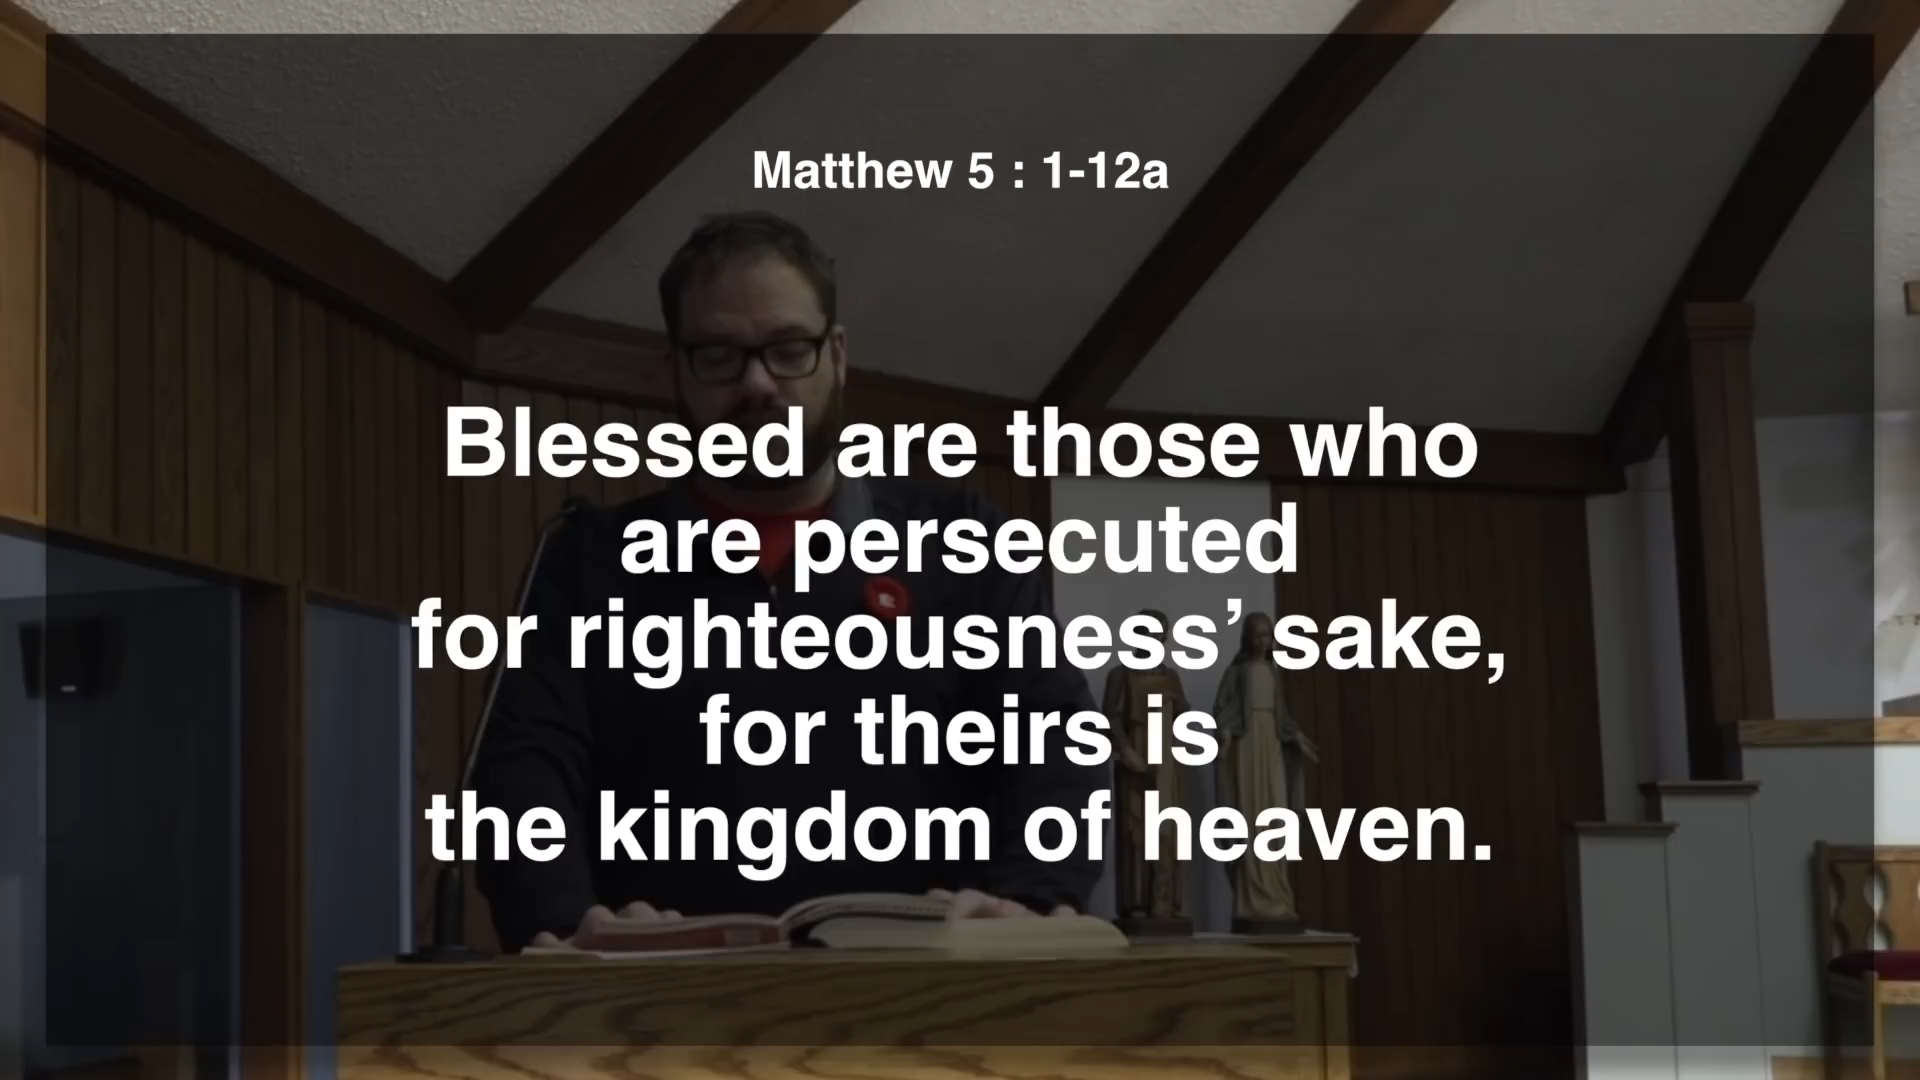 Matthew 5 : 1-12a
Blessed are those who
are persecuted
for righteousness’ sake,
for theirs is
the kingdom of heaven.